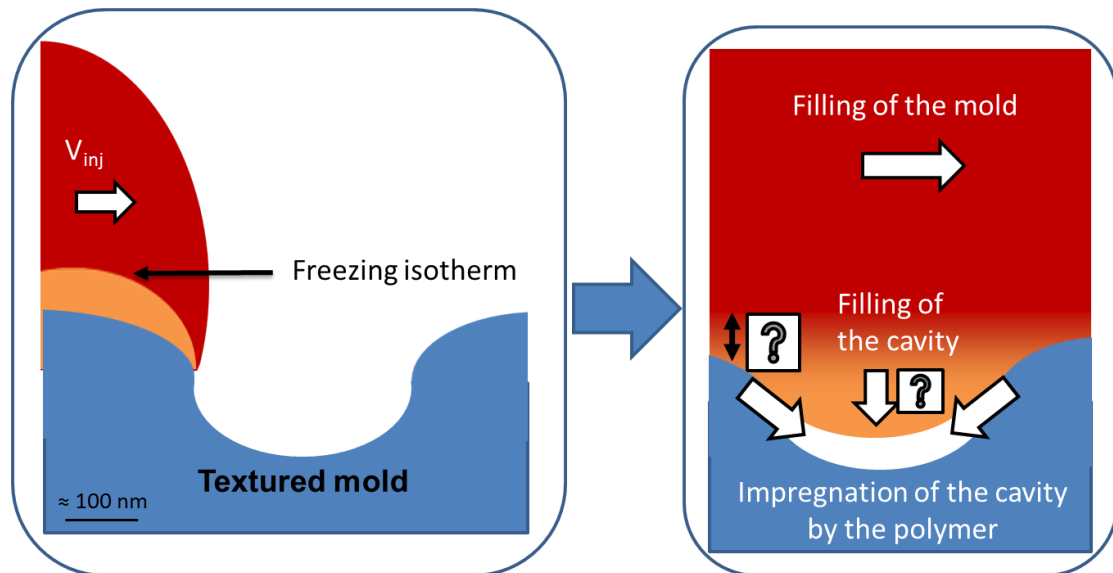 V_inj
Freezing isotherm
Textured mold
≈ 100 nm
Filling of the mold
Filling of
the cavity
?
?
Impregnation of the cavity
by the polymer